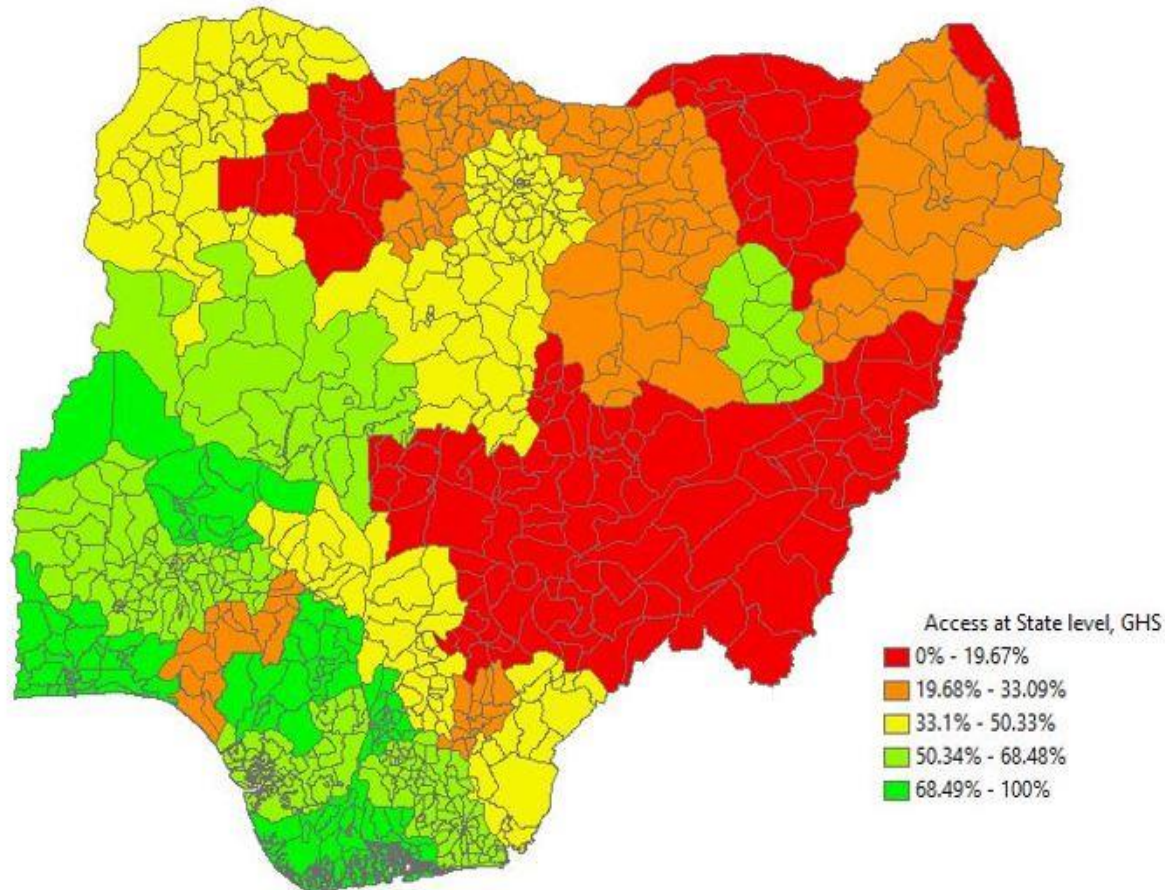 Access at State level, GHS
0% - 19.67%
19.68% - 33.09%
33.1% - 50.33%
50.34% - 68.48%
68.49% - 100%